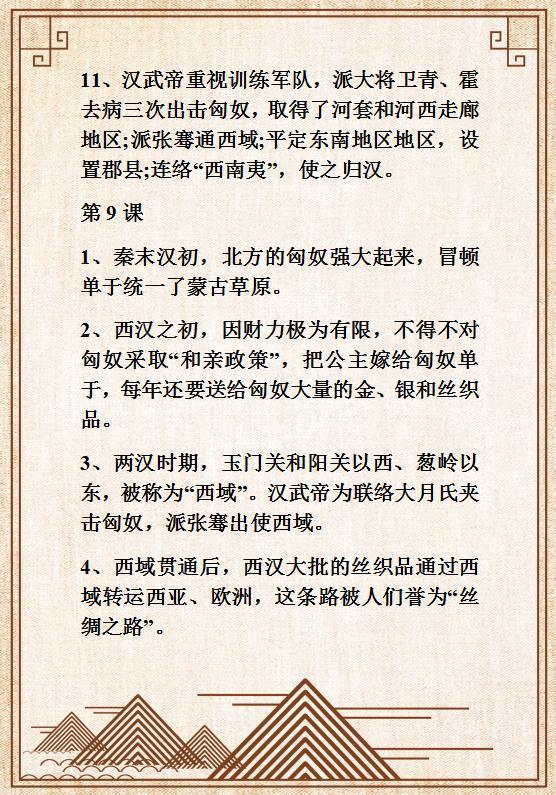 11、汉武帝重视训练军队，派大将卫青、霍
去病三次出击匈奴，取得了河套和河西走廊
地区;派张骞通西域;平定东南地区地区，设
置郡县;连络“西南夷”，使之归汉。
第 9 课
1、秦末汉初，北方的匈奴强大起来，冒顿
单于统一了蒙古草原。
2、西汉之初，因财力极为有限，不得不对
匈奴采取“和亲政策”，把公主嫁给匈奴单
于，每年还要送给匈奴大量的金、银和丝织
品。
3、两汉时期，玉门关和阳关以西、葱岭以
东，被称为“西域”。汉武帝为联络大月氏夹
击匈奴，派张骞出使西域。
4、西域贯通后，西汉大批的丝织品通过西
域转运西亚、欧洲，这条路被人们誉为“丝
绸之路”。